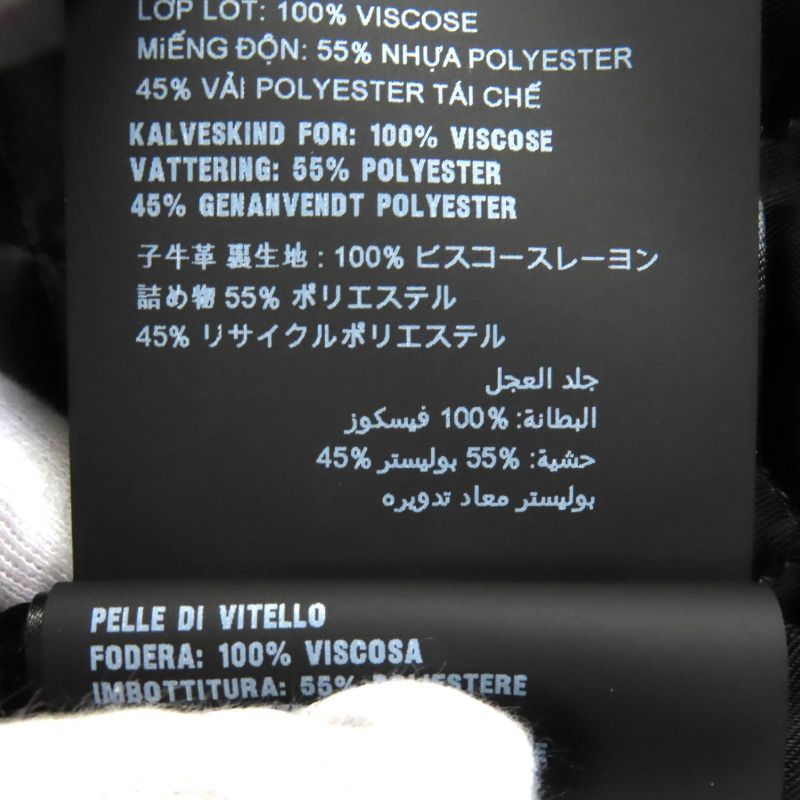 LỚP LÓT: 100% VISCOSE
MIẾNG ĐỘN: 55% NHỰA POLYESTER
45% VẢI POLYESTER TÁI CHẾ
KALVESKIND FOR: 100% VISCOSE
VATTERING: 55% POLYESTER
45% GENANVENDT POLYESTER
子牛革 裏生地 : 100% ビスコースレーヨン
詰め物 55% ポリエステル
45% リサイクルポリエステル
جلد العجل
البطانة: %100 فيسكوز
حشية: %55 بوليستر %45
بوليستر معاد تدويره
PELLE DI VITELLO
FODERA: 100% VISCOSA
IMBOTTITURA: 55% POLIESTERE